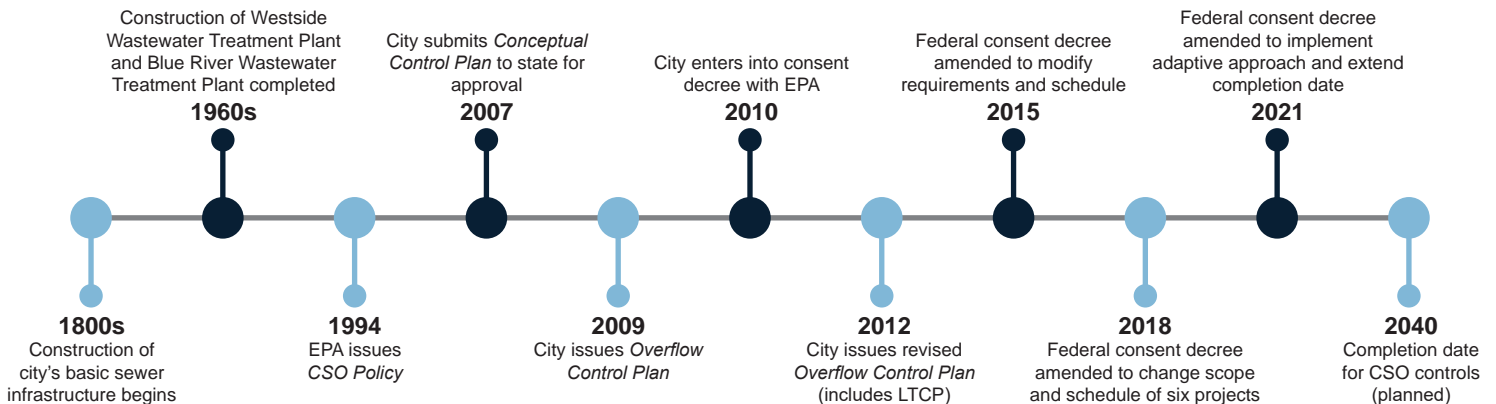 Construction of Westside
Wastewater Treatment Plant
and Blue River Wastewater
Treatment Plant completed
1960s
City submits Conceptual
Control Plan to state for
approval
2007
City enters into consent
decree with EPA
2010
Federal consent decree
amended to modify
requirements and schedule
2015
Federal consent decree
amended to implement
adaptive approach and extend
completion date
2021
1800s
Construction of
city's basic sewer
infrastructure begins
1994
EPA issues
CSO Policy
2009
City issues Overflow
Control Plan
2012
City issues revised
Overflow Control Plan
(includes LTCP)
2018
Federal consent decree
amended to change scope
and schedule of six projects
2040
Completion date
for CSO controls
(planned)